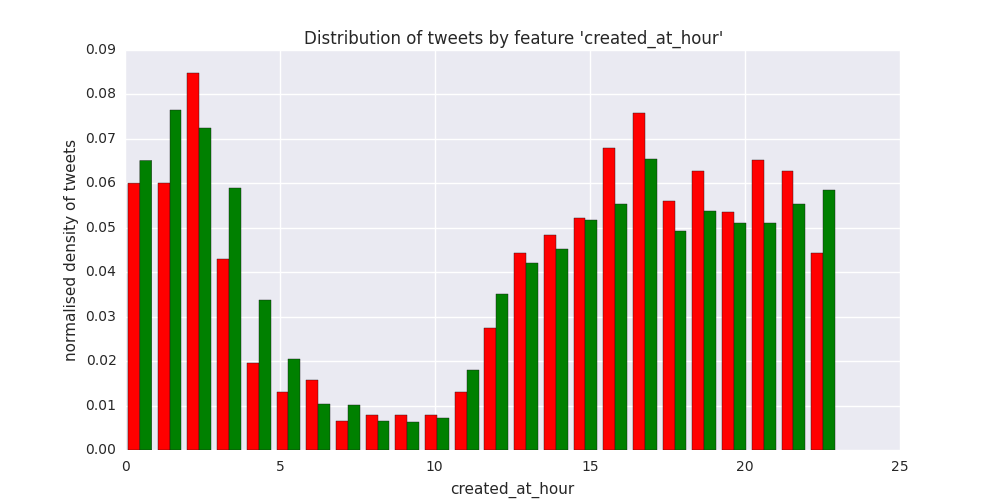 Distribution of tweets by feature 'created_at_hour'
0.09
0.08
0.07
0.06
0.05
0.04
0.03
0.02
0.01
0.00
normalised density of tweets
0 5 10 15 20 25
created_at_hour